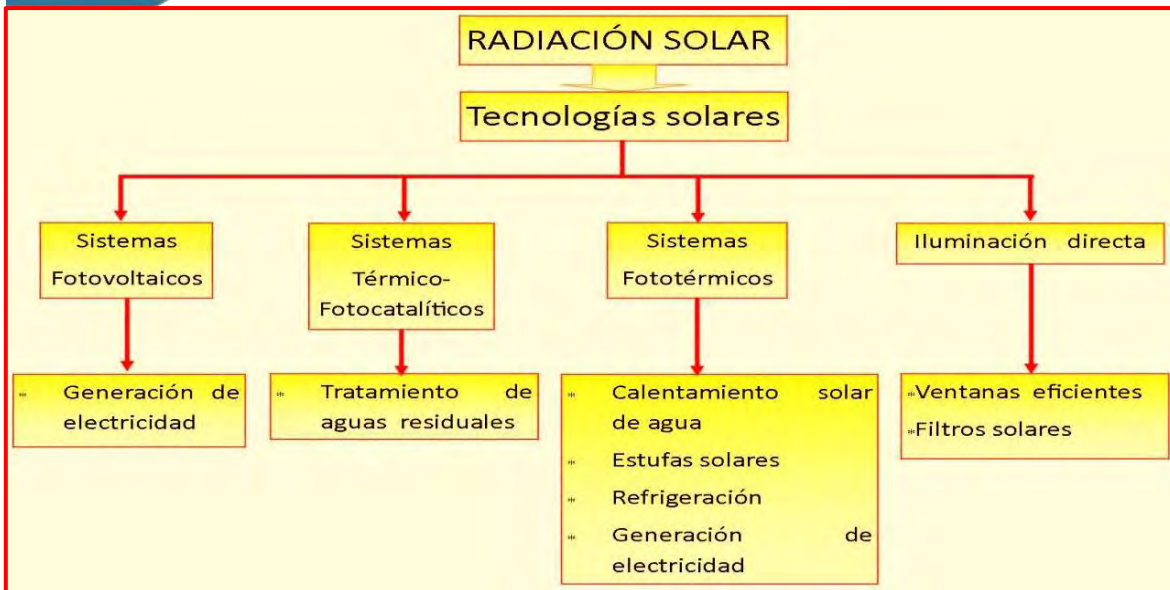 RADIACIÓN SOLAR
Tecnologías solares
Sistemas
Fotovoltaicos
Sistemas
Térmico-
Fotocatalíticos
Sistemas
Fototérmicos
Iluminación directa
* Generación de
electricidad
* Tratamiento de
aguas residuales
* Calentamiento solar
de agua
* Estufas solares
* Refrigeración
* Generación de
electricidad
*Ventanas eficientes
*Filtros solares